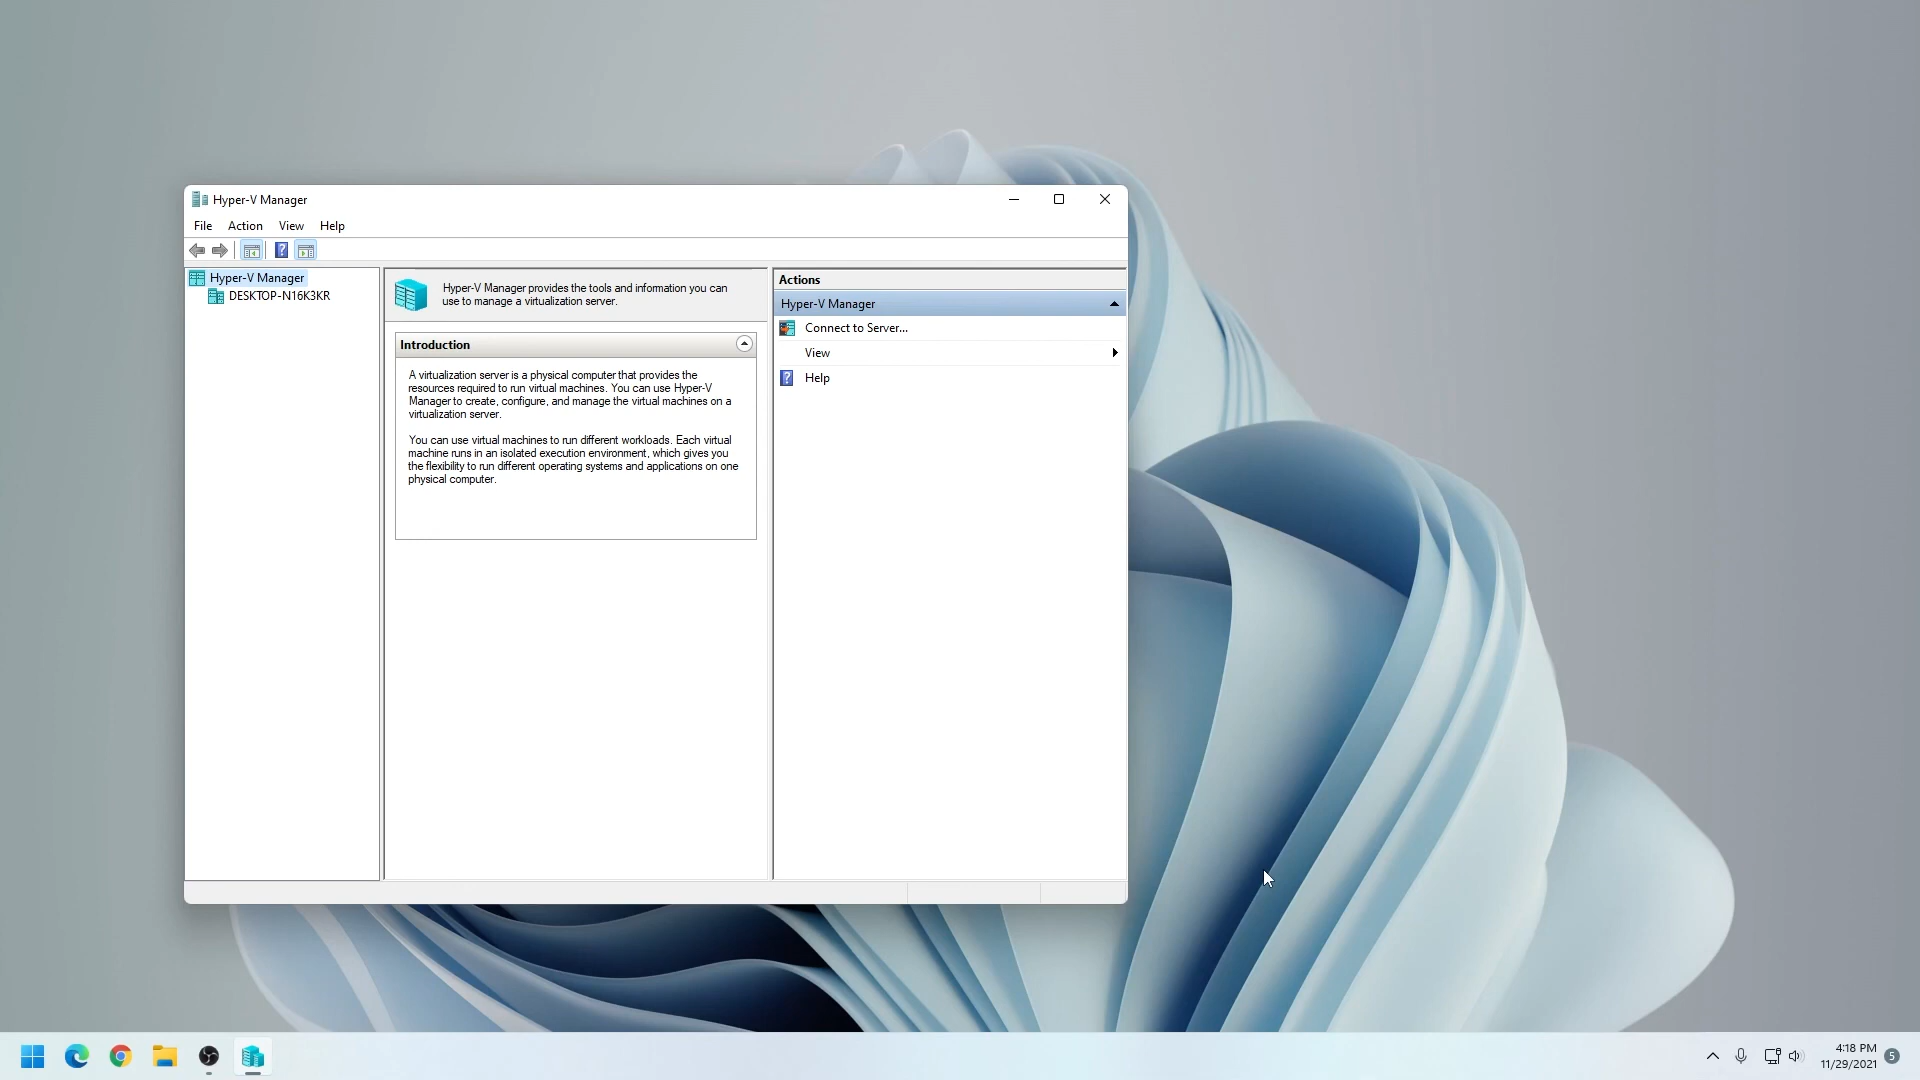 Hyper-V Manager
File Action View Help
Hyper-V Manager
DESKTOP-N16K3KR
Hyper-V Manager provides the tools and information you can
use to manage a virtualization server.
Introduction
A virtualization server is a physical computer that provides the
resources required to run virtual machines. You can use Hyper-V
Manager to create, configure, and manage the virtual machines on a
virtualization server.
You can use virtual machines to run different workloads. Each virtual
machine runs in an isolated execution environment, which gives you
the flexibility to run different operating systems and applications on one
physical computer.
Actions
Hyper-V Manager
Connect to Server...
View
Help
4:18 PM
11/29/2021
5